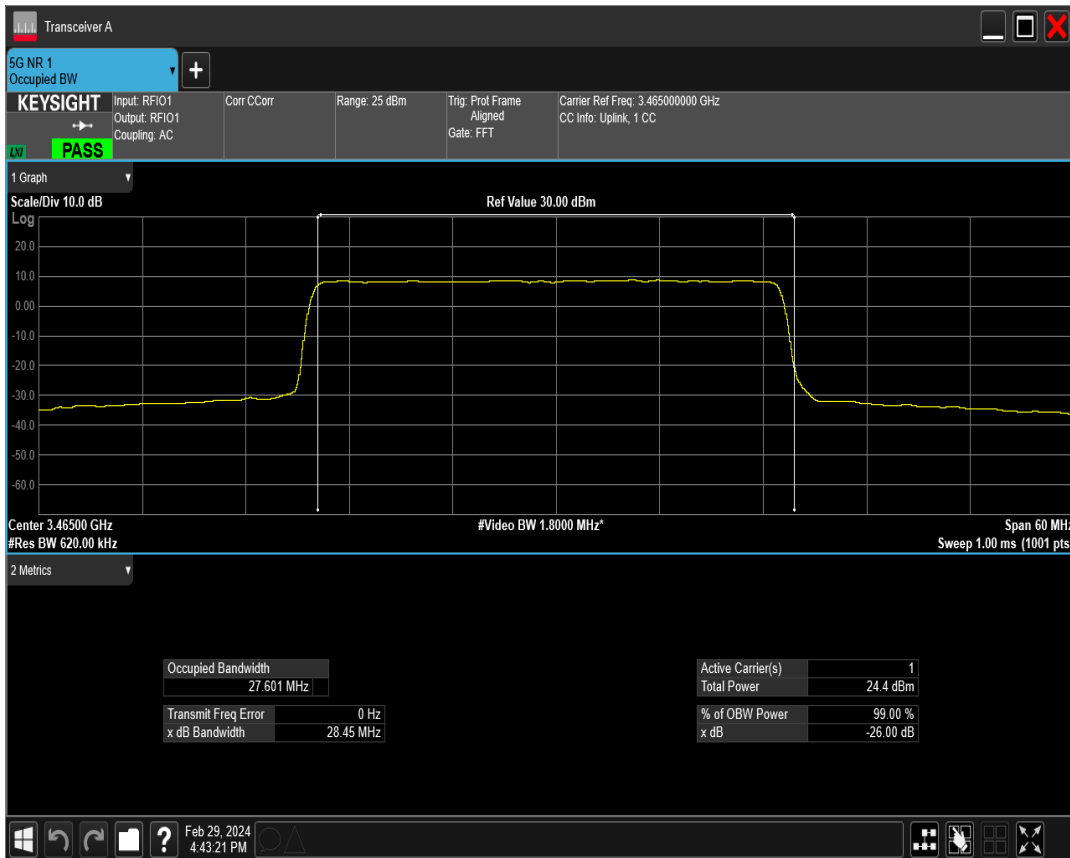 Transceiver A
5G NR 1
Occupied BW
KEYSIGHT
LXI
PASS
Input: RFIO1
Output: RFIO1
Coupling: AC
Corr CCorr
Range: 25 dBm
Trig: Prot Frame
Aligned
Gate: FFT
Carrier Ref Freq: 3.465000000 GHz
CC Info: Uplink, 1 CC
1 Graph
Scale/Div 10.0 dB
Ref Value 30.00 dBm
Log
20.0
10.0
0.00
-10.0
-20.0
-30.0
-40.0
-50.0
-60.0
Center 3.46500 GHz
#Video BW 1.8000 MHz*
Span 60 MHz
#Res BW 620.00 kHz
Sweep 1.00 ms (1001 pts
2 Metrics
Occupied Bandwidth
27.601 MHz
Transmit Freq Error 0 Hz
x dB Bandwidth 28.45 MHz
Active Carrier(s) 1
Total Power 24.4 dBm
% of OBW Power 99.00 %
x dB -26.00 dB
?
Feb 29, 2024
4:43:21 PM